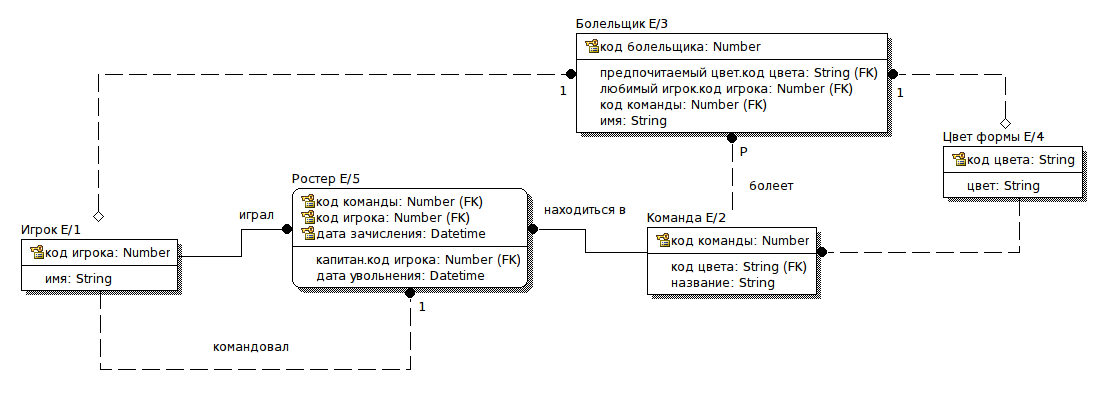 Болельщик E/3
код болельщика: Number
предпочитаемый цвет.код цвета: String (FK)
любимый игрок.код игрока: Number (FK)
код команды: Number (FK)
имя: String
1
1
P
болеет
Цвет формы E/4
код цвета: String
цвет: String
Ростер E/5
код команды: Number (FK)
код игрока: Number (FK)
дата зачисления: Datetime
капитан.код игрока: Number (FK)
дата увольнения: Datetime
играл
находиться в
Команда E/2
код команды: Number
код цвета: String (FK)
название: String
Игрок E/1
код игрока: Number
имя: String
1
командовал